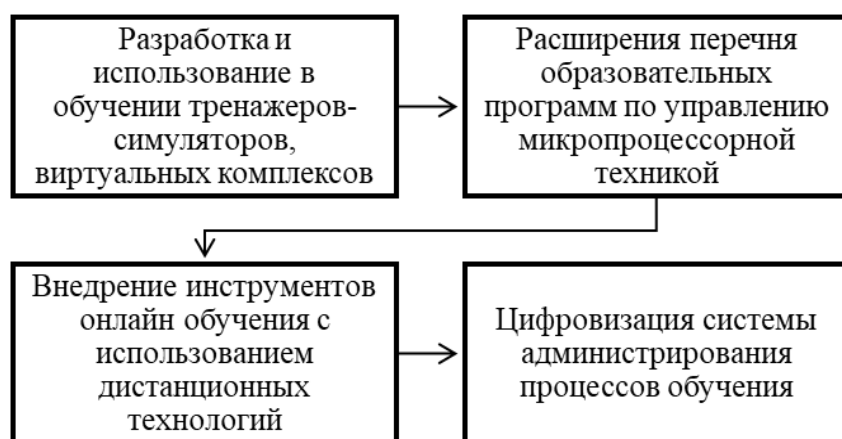 Разработка и
использование в
обучении тренажеров-
симуляторов,
виртуальных комплексов
Расширения перечня
образовательных
программ по управлению
микропроцессорной
техникой
Внедрение инструментов
онлайн обучения с
использованием
дистанционных
технологий
Цифровизация системы
администрирования
процессов обучения